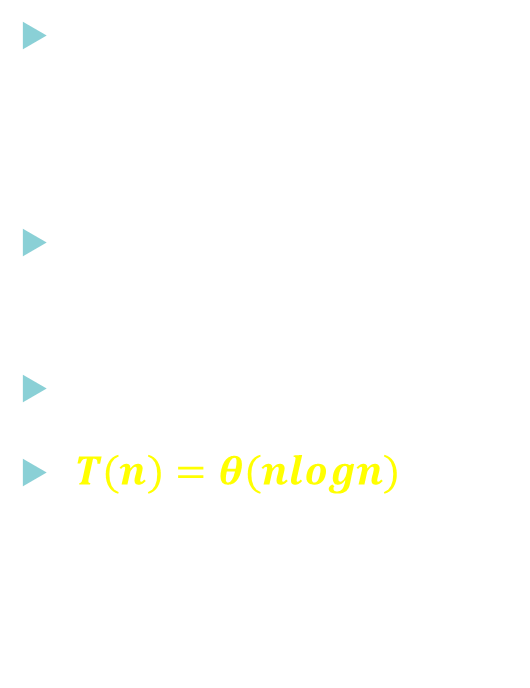 T(n) = θ(nlogn)